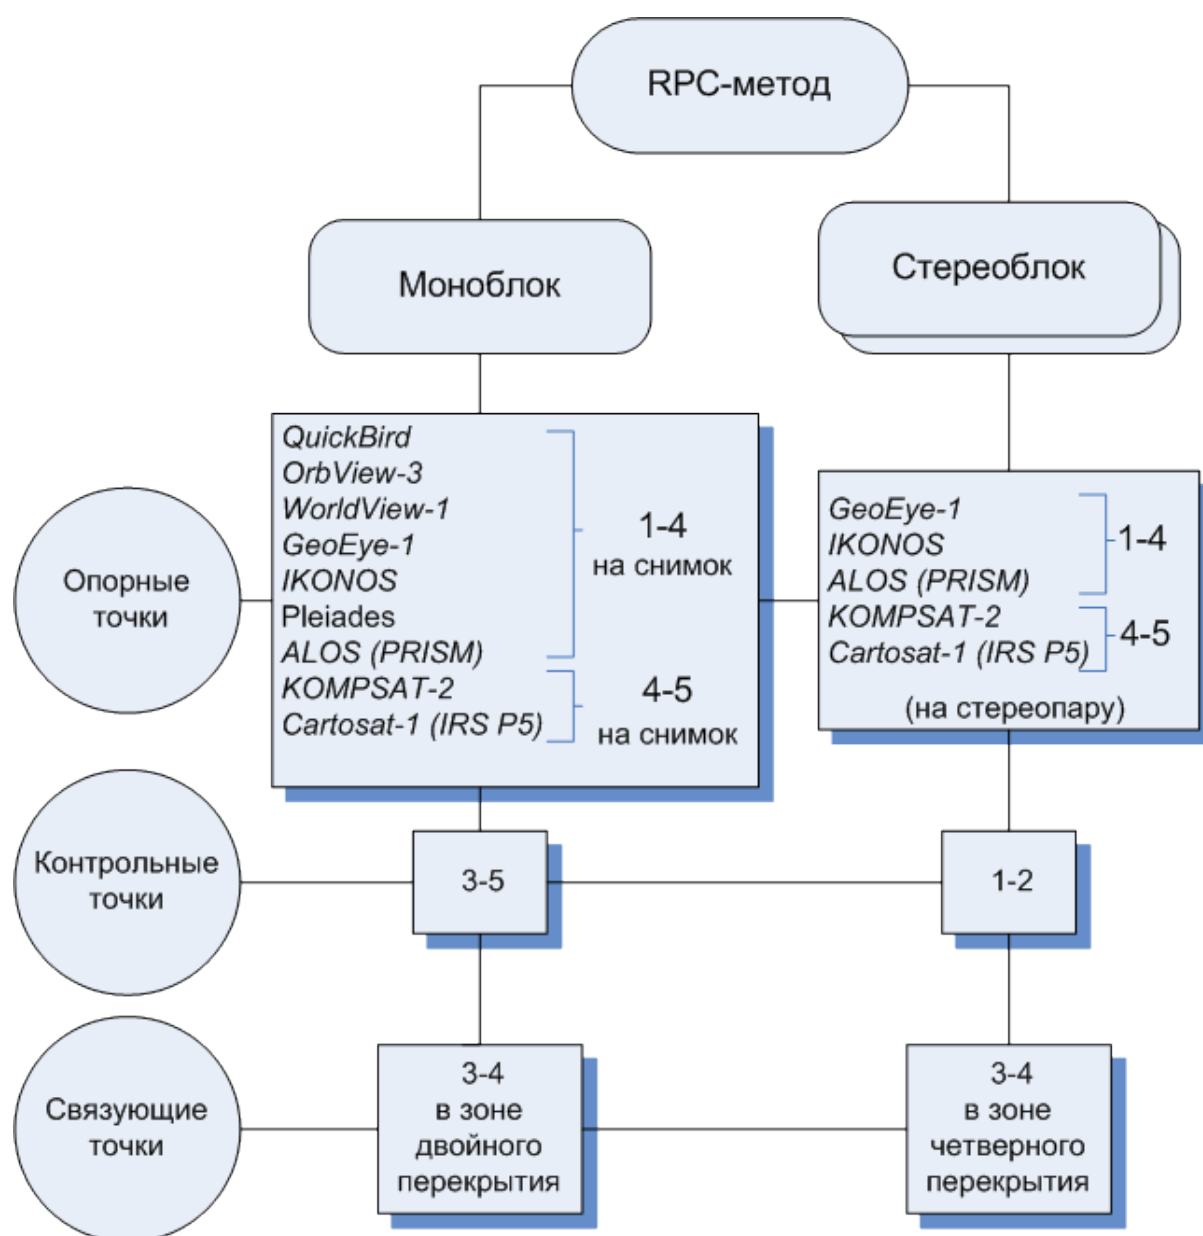 RPC-метод
Моноблок
Стереоблок
Опорные
точки
QuickBird
OrbView-3
WorldView-1
GeoEye-1
IKONOS
Pleiades
ALOS (PRISM)
1-4
на снимок
KOMPSAT-2
Cartosat-1 (IRS P5)
4-5
на снимок
GeoEye-1
IKONOS
ALOS (PRISM)
1-4
KOMPSAT-2
Cartosat-1 (IRS P5)
4-5
(на стереопару)
Контрольные
точки
3-5
1-2
Связующие
точки
3-4
в зоне
двойного
перекрытия
3-4
в зоне
четверного
перекрытия